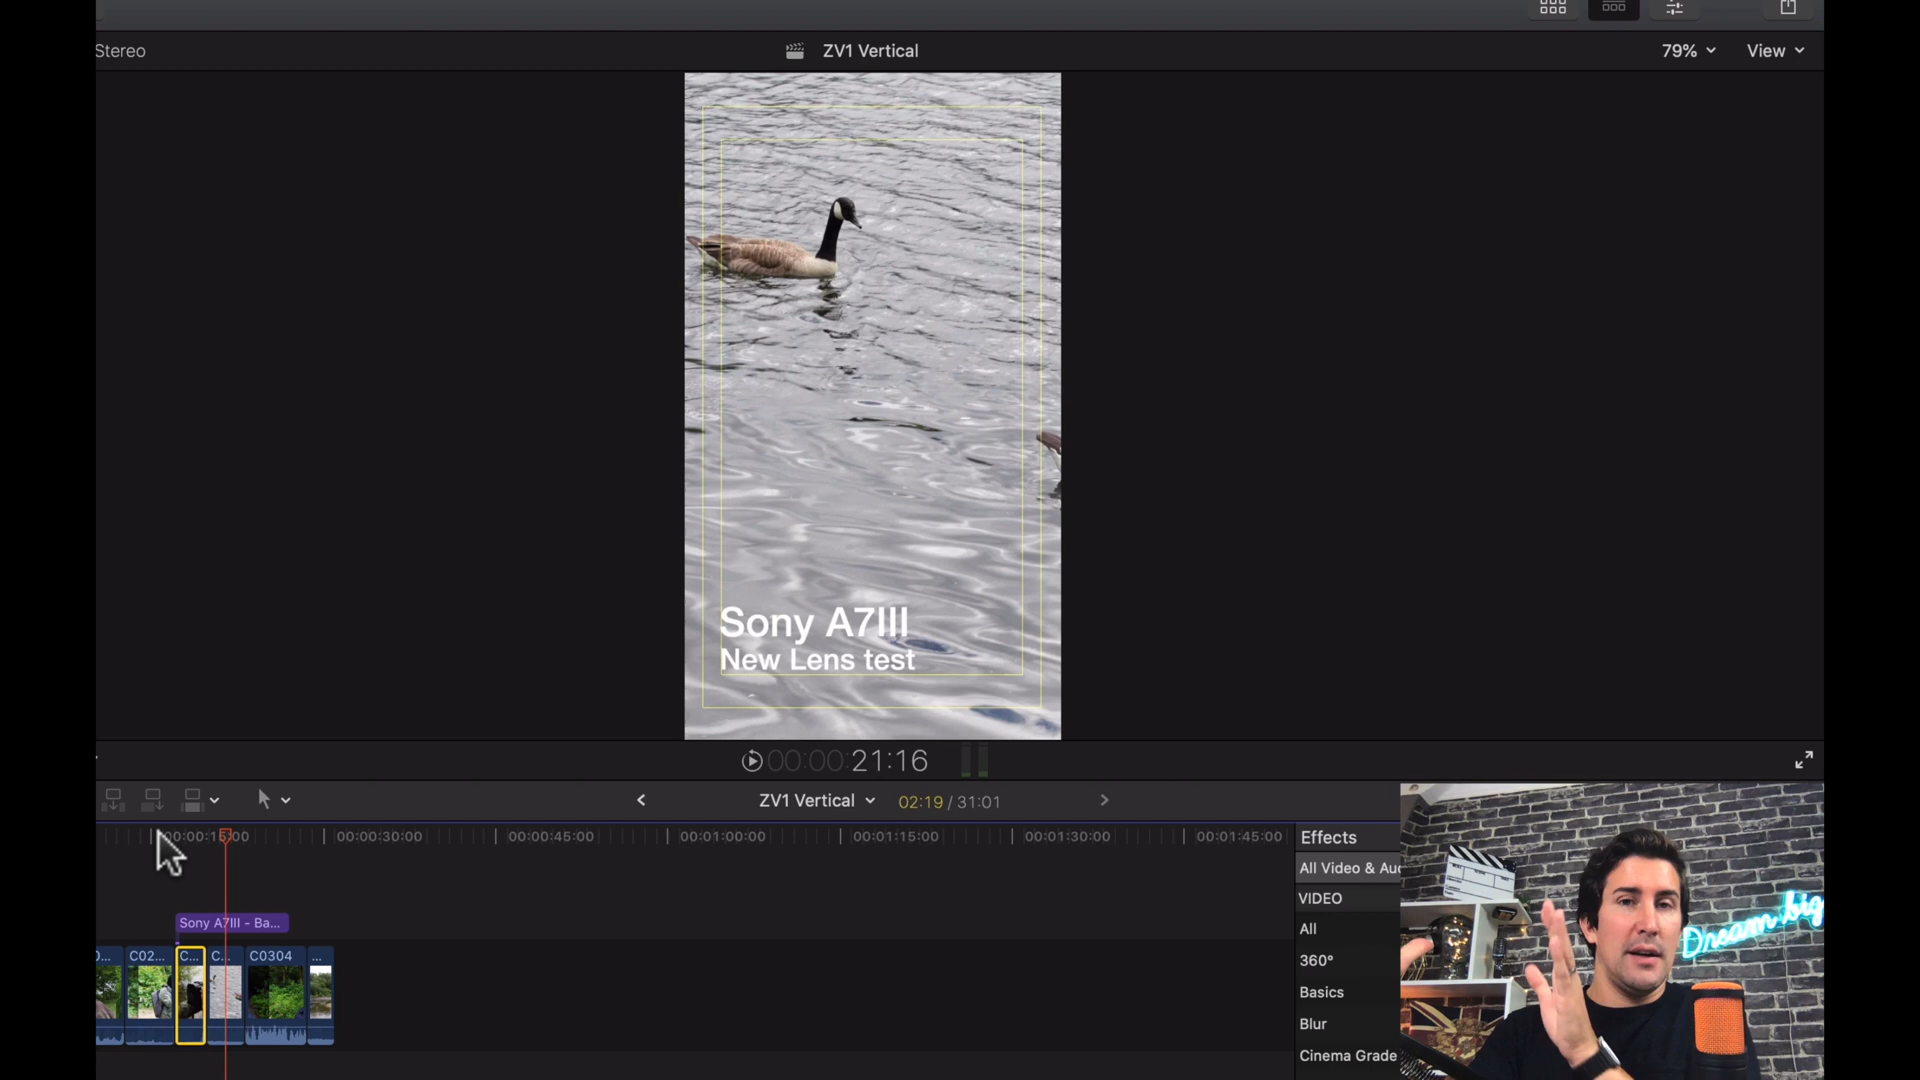 Stereo
ZV1 Vertical
79%
View
Sony A7III
New Lens test
00:00:21:16
ZV1 Vertical
02:19 / 31:01
00:00:15:00
00:00:30:00
00:00:45:00
00:01:00:00
00:01:15:00
00:01:30:00
00:01:45:00
Effects
All Video & Au
VIDEO
All
360°
Basics
Blur
Cinema Grade
Sony A7III - Ba...
C02...
C...
C...
C0304
...
Dream big